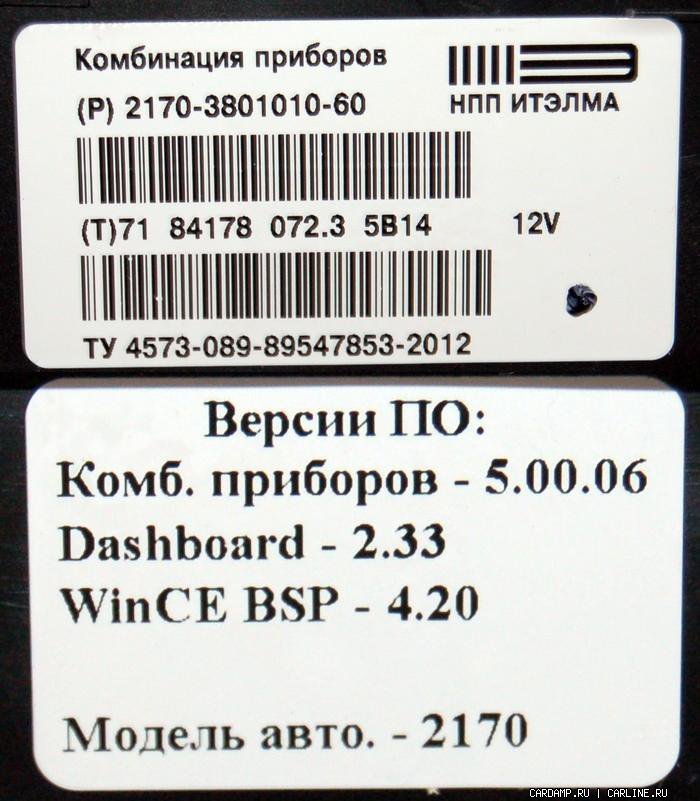 Комбинация приборов
(P) 2170-3801010-60
НПП ИТЭЛМА
(T)71 84178 072.3 5B14 12V
ТУ 4573-089-89547853-2012
Версии ПО:
Комб. приборов - 5.00.06
Dashboard - 2.33
WinCE BSP - 4.20
Модель авто. - 2170
CARDAMP.RU | CARLINE.RU